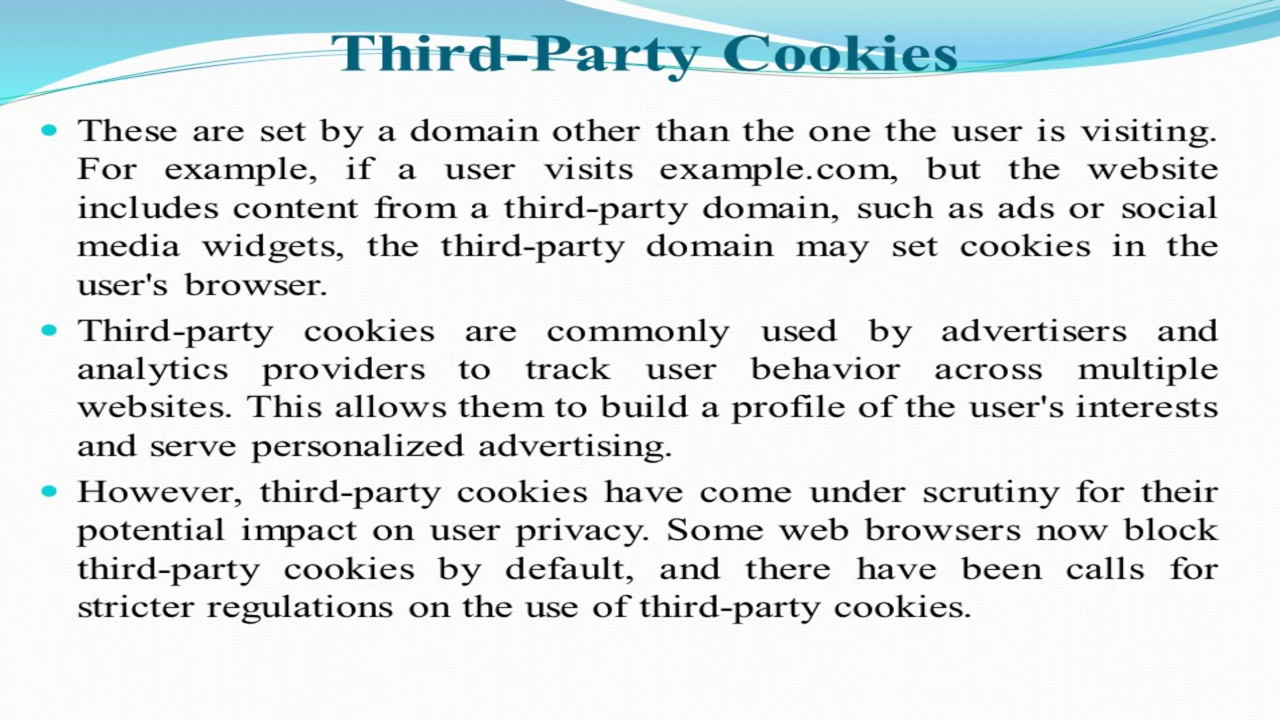 Third-Party Cookies
These are set by a domain other than the one the user is visiting.
For example, if a user visits example.com, but the website
includes content from a third-party domain, such as ads or social
media widgets, the third-party domain may set cookies in the
user's browser.
Third-party cookies are commonly used by advertisers and
analytics providers to track user behavior across multiple
websites. This allows them to build a profile of the user's interests
and serve personalized advertising.
However, third-party cookies have come under scrutiny for their
potential impact on user privacy. Some web browsers now block
third-party cookies by default, and there have been calls for
stricter regulations on the use of third-party cookies.